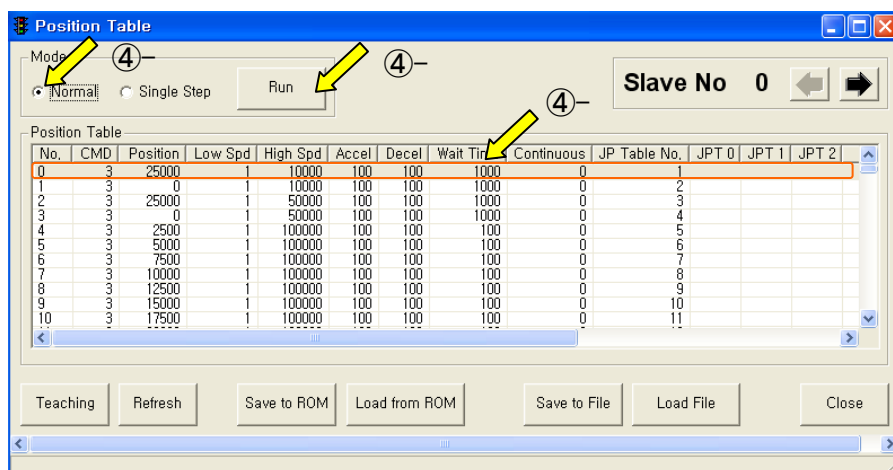 Position Table
Mode
④–
④–
④–
Normal Single Step Run
Slave No 0
Position Table
No. CMD Position Low Spd High Spd Accel Decel Wait Continuous JP Table No. JPT 0 JPT 1 JPT 2
0 3 25000 1 10000 100 100 1000 0 1
1 3 0 1 10000 100 100 1000 0 2
2 3 25000 1 50000 100 100 1000 0 3
3 3 0 1 50000 100 100 1000 0 4
4 3 2500 1 100000 100 100 100 0 5
5 3 5000 1 100000 100 100 100 0 6
6 3 7500 1 100000 100 100 100 0 7
7 3 10000 1 100000 100 100 100 0 8
8 3 12500 1 100000 100 100 100 0 9
9 3 15000 1 100000 100 100 100 0 10
10 3 17500 1 100000 100 100 100 0 11
Teaching Refresh Save to ROM Load from ROM Save to File Load File Close